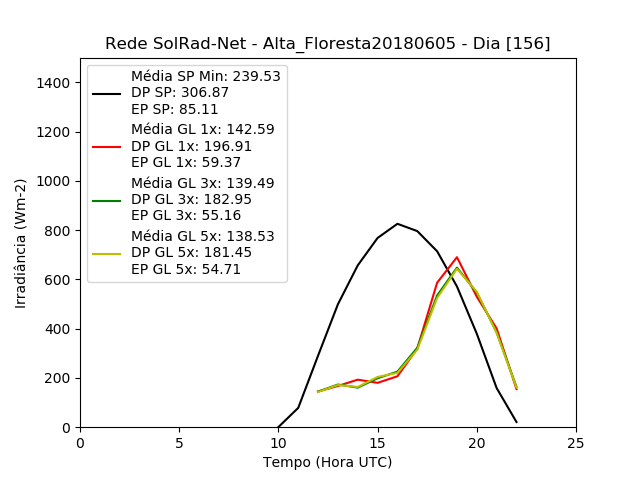 Rede SolRad-Net - Alta_Floresta20180605 - Dia [156]
Irradiância (Wm-2)
1400
1200
1000
800
600
400
200
0
Média SP Min: 239.53
DP SP: 306.87
EP SP: 85.11
Média GL 1x: 142.59
DP GL 1x: 196.91
EP GL 1x: 59.37
Média GL 3x: 139.49
DP GL 3x: 182.95
EP GL 3x: 55.16
Média GL 5x: 138.53
DP GL 5x: 181.45
EP GL 5x: 54.71
0 5 10 15 20 25
Tempo (Hora UTC)